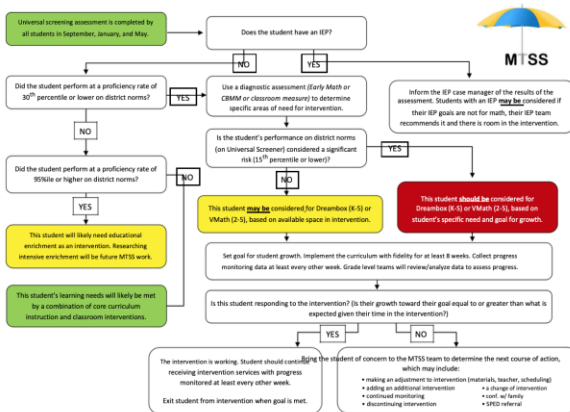 Universal screening assessment is completed by
all students in September, January, and May.
Does the student have an IEP?
MTSS
NO
YES
Did the student perform at a proficiency rate of
30th percentile or lower on district norms?
YES
Use a diagnostic assessment (Early Math or
CBMM or classroom measure) to determine
specific areas of need for intervention.
Inform the IEP case manager of the results of the
assessment. Students with an IEP may be considered if
their IEP goals are not for math, their IEP team
recommends it and there is room in the intervention.
NO
Is the student's performance on district norms
(on Universal Screener) considered a significant
risk (15th percentile or lower)?
YES
Did the student perform at a proficiency rate of
95%ile or higher on district norms?
NO
NO
YES
This student may be considered for Dreambox (K-5) or
VMath (2-5), based on available space in intervention.
This student should be considered for
Dreambox (K-5) or VMath (2-5), based on
student's specific need and goal for growth.
This student will likely need educational
enrichment as an intervention. Researching
intensive enrichment will be future MTSS work.
Set goal for student growth. Implement the curriculum with fidelity for at least 8 weeks. Collect progress
monitoring data at least every other week. Grade level teams will review/analyze data to assess progress.
This student's learning needs will likely be met
by a combination of core curriculum
instruction and classroom interventions.
Is this student responding to the intervention? (Is their growth toward their goal equal to or greater than what is
expected given their time in the intervention?)
YES
NO
The intervention is working. Student should continue
receiving intervention services with progress
monitored at least every other week.
Exit student from intervention when goal is met.
Bring the student of concern to the MTSS team to determine the next course of action,
which may include:
• making an adjustment to intervention (materials, teacher, scheduling)
• adding an additional intervention • a change of intervention
• continued monitoring • conf. w/ family
• discontinuing intervention • SPED referral